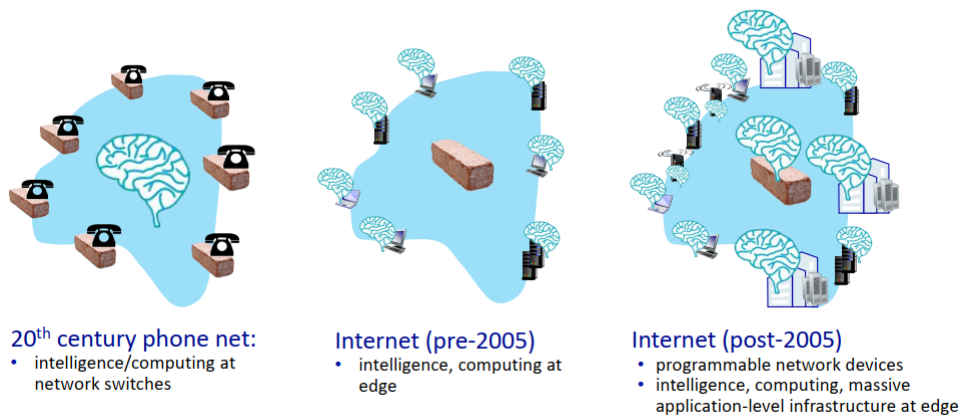 20th century phone net:
• intelligence/computing at
network switches
Internet (pre-2005)
• intelligence, computing at
edge
Internet (post-2005)
• programmable network devices
• intelligence, computing, massive
application-level infrastructure at edge